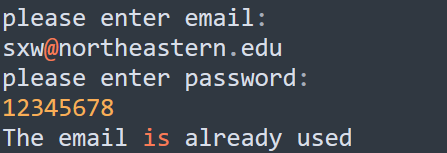 please enter email:
sxw@northeastern.edu
please enter password:
12345678
The email is already used